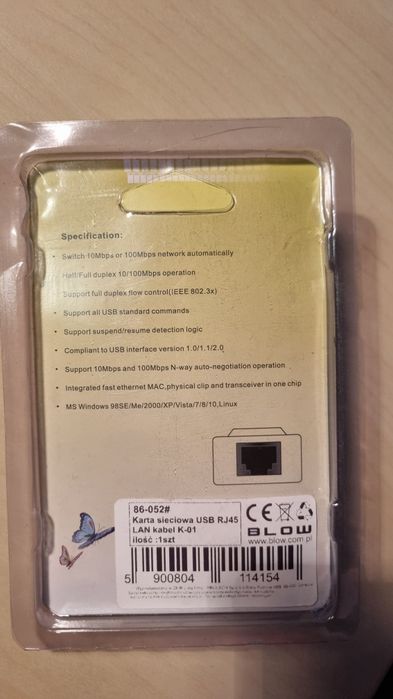 Specification:
Switch 10Mbps or 100Mbps network automatically
Half/Full duplex 10/100Mbps operation
Support full duplex flow control(IEEE 802.3x)
Support all USB standard commands
Support suspend/resume detection logic
Compliant to USB interface version 1.0/1.1/2.0
Support 10Mbps and 100Mbps N-way auto-negotiation operation
Integrated fast ethernet MAC,physical clip and transceiver in one chip
MS Windows 98SE/Me/2000/XP/Vista/7/8/10,Linux
86-052#
Karta sieciowa USB RJ45
LAN kabel K-01
ilość :1szt
CE
BLOW
www.blow.com.pl
5 900804 114154